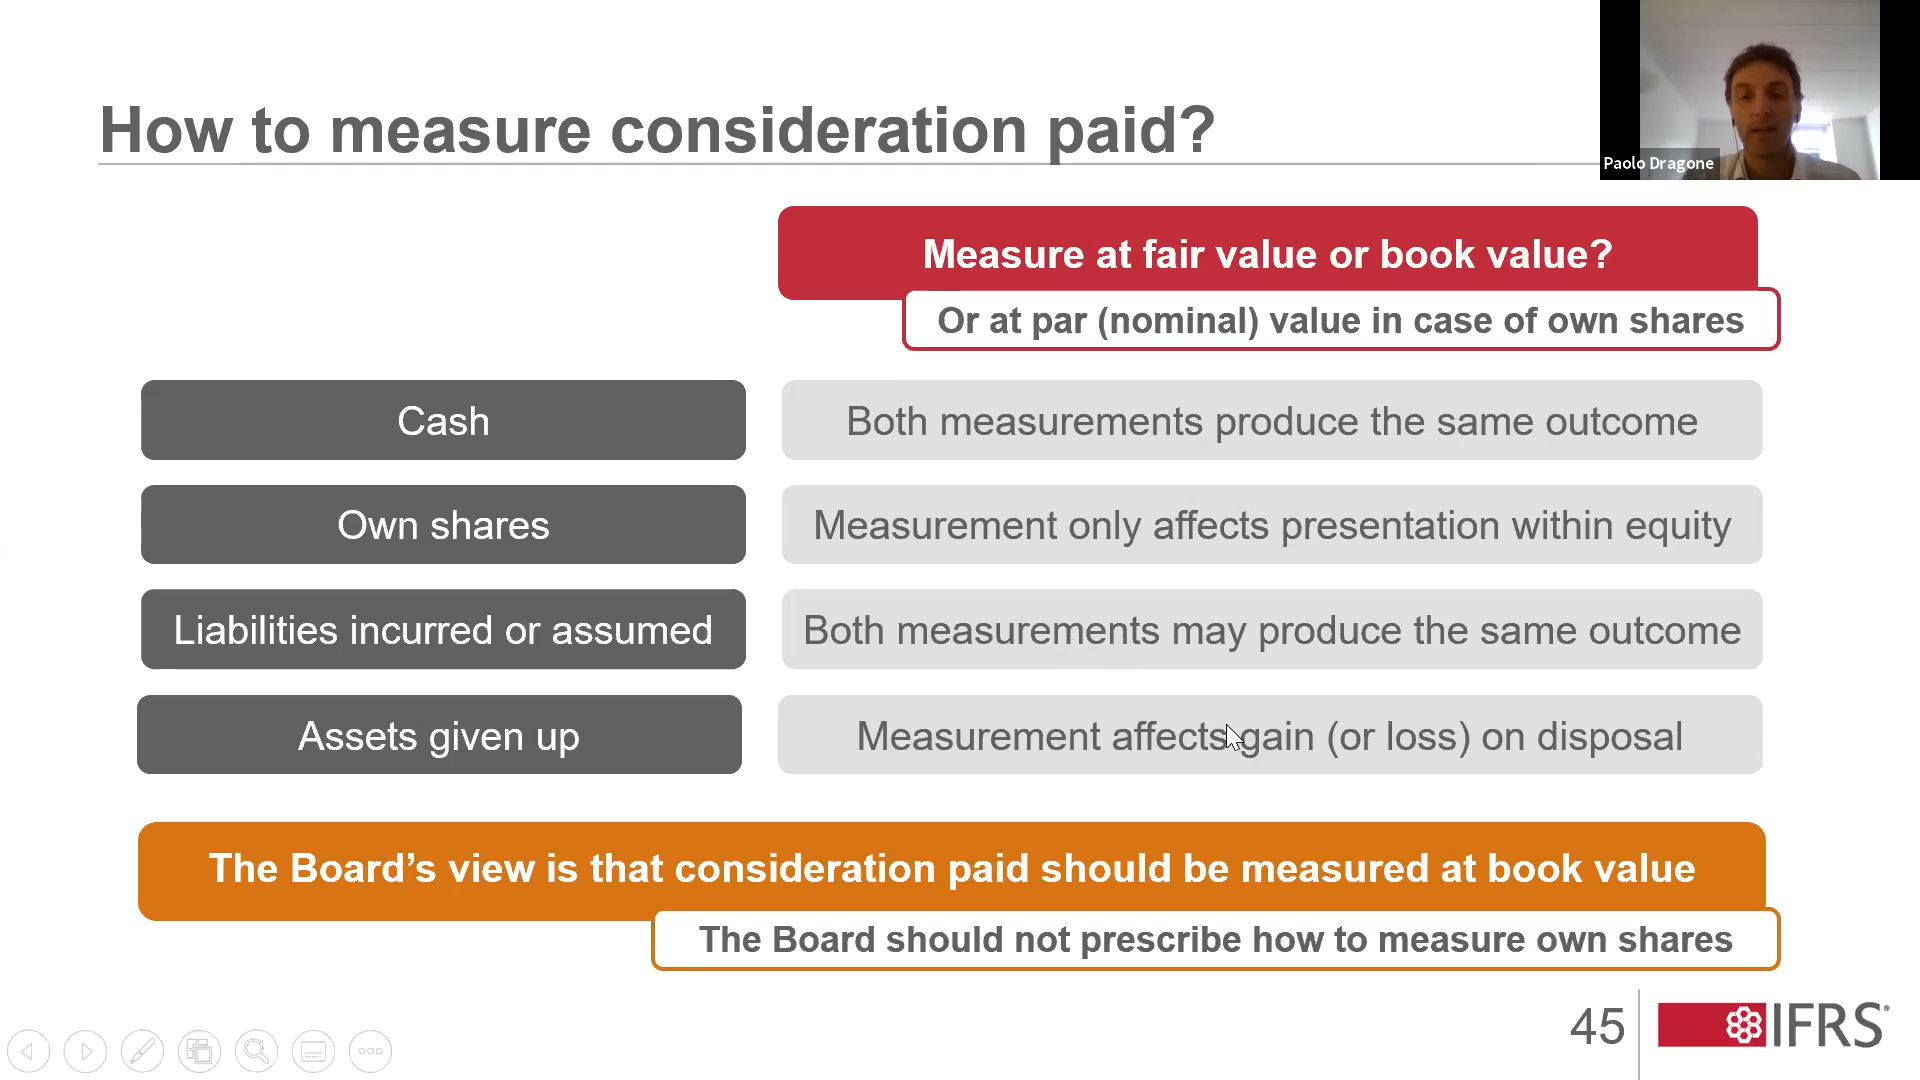 How to measure consideration paid?
Paolo Dragone
Measure at fair value or book value?
Or at par (nominal) value in case of own shares
Cash
Both measurements produce the same outcome
Own shares
Measurement only affects presentation within equity
Liabilities incurred or assumed
Both measurements may produce the same outcome
Assets given up
Measurement affects gain (or loss) on disposal
The Board’s view is that consideration paid should be measured at book value
The Board should not prescribe how to measure own shares
45
IFRS